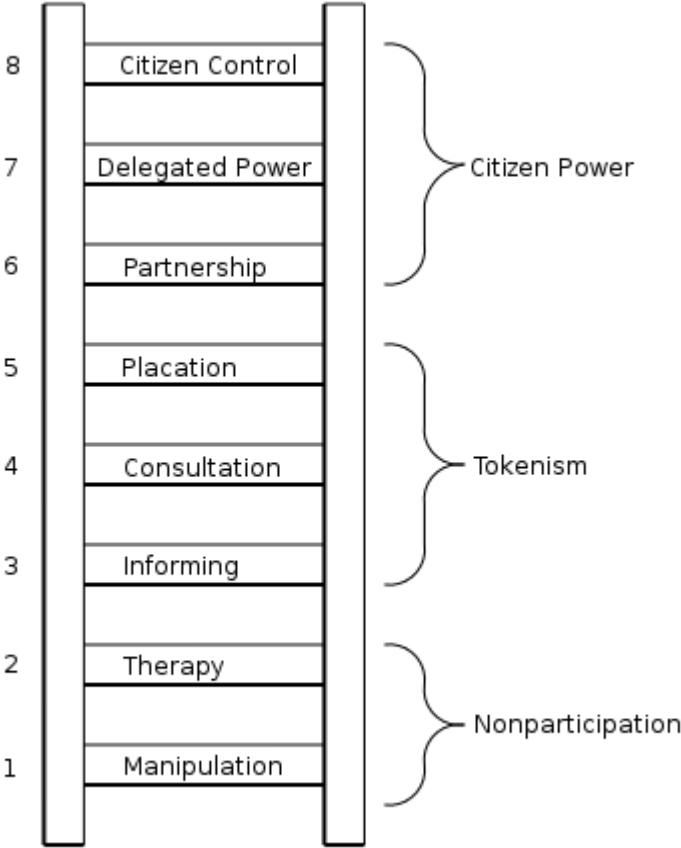 8 Citizen Control
7 Delegated Power Citizen Power
6 Partnership
5 Placation
4 Consultation Tokenism
3 Informing
2 Therapy
Nonparticipation
1 Manipulation